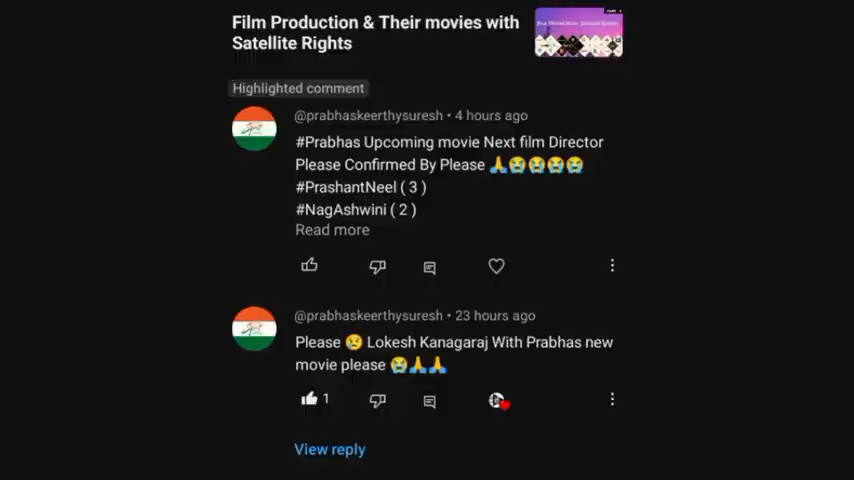 Film Production & Their movies with
Satellite Rights
Highlighted comment
@prabhaskeerthysuresh • 4 hours ago
#Prabhas Upcoming movie Next film Director
Please Confirmed By Please 🙏😭😭😭😭
#PrashantNeel ( 3 )
#NagAshwini ( 2 )
Read more
@prabhaskeerthysuresh • 23 hours ago
Please 😢 Lokesh Kanagaraj With Prabhas new
movie please 😭🙏🙏
1
View reply